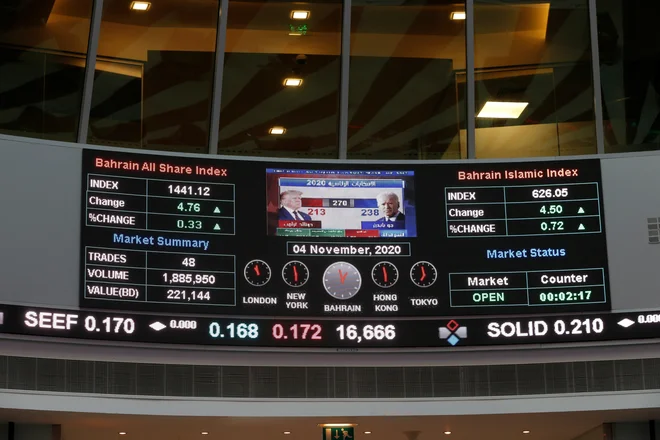 Bahrain All Share Index
INDEX 1441.12
Change 4.76 ▲
%CHANGE 0.33 ▲
Market Summary
TRADES 48
VOLUME 1,885,950
VALUE(BD) 221,144
2020
270
213 238
04 November, 2020
LONDON NEW YORK BAHRAIN HONG KONG TOKYO
Bahrain Islamic Index
INDEX 626.05
Change 4.50 ▲
%CHANGE 0.72 ▲
Market Status
Market Counter
OPEN 00:02:17
SEEF 0.170 0.000 0.168 0.172 16,666 SOLID 0.210 0.000